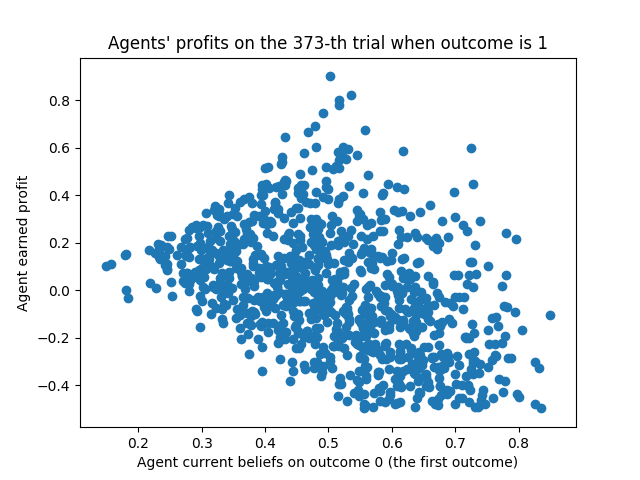 Agents' profits on the 373-th trial when outcome is 1
0.8
0.6
0.4
0.2
0.0
−0.2
−0.4
Agent earned profit
0.2 0.3 0.4 0.5 0.6 0.7 0.8
Agent current beliefs on outcome 0 (the first outcome)